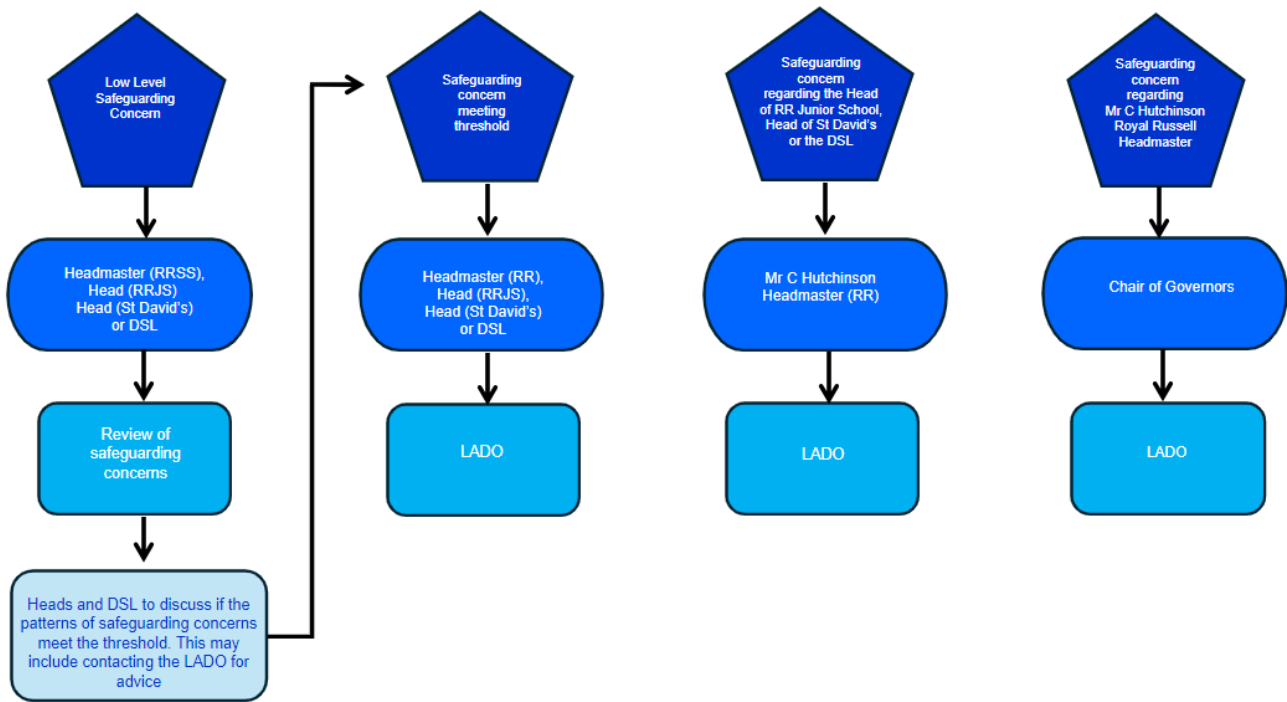 Low Level
Safeguarding
Concern
Headmaster (RRSS),
Head (RRJS)
Head (St David's)
or DSL
Review of
safeguarding
concerns
Heads and DSL to discuss if the
patterns of safeguarding concerns
meet the threshold. This may
include contacting the LADO for
advice
Safeguarding
concern
meeting
threshold
Headmaster (RR),
Head (RRJS),
Head (St David's)
or DSL
LADO
Safeguarding
concern
regarding the Head
of RR Junior School,
Head of St David's
or the DSL
Mr C Hutchinson
Headmaster (RR)
LADO
Safeguarding
concern
regarding
Mr C Hutchinson
Royal Russell
Headmaster
Chair of Governors
LADO